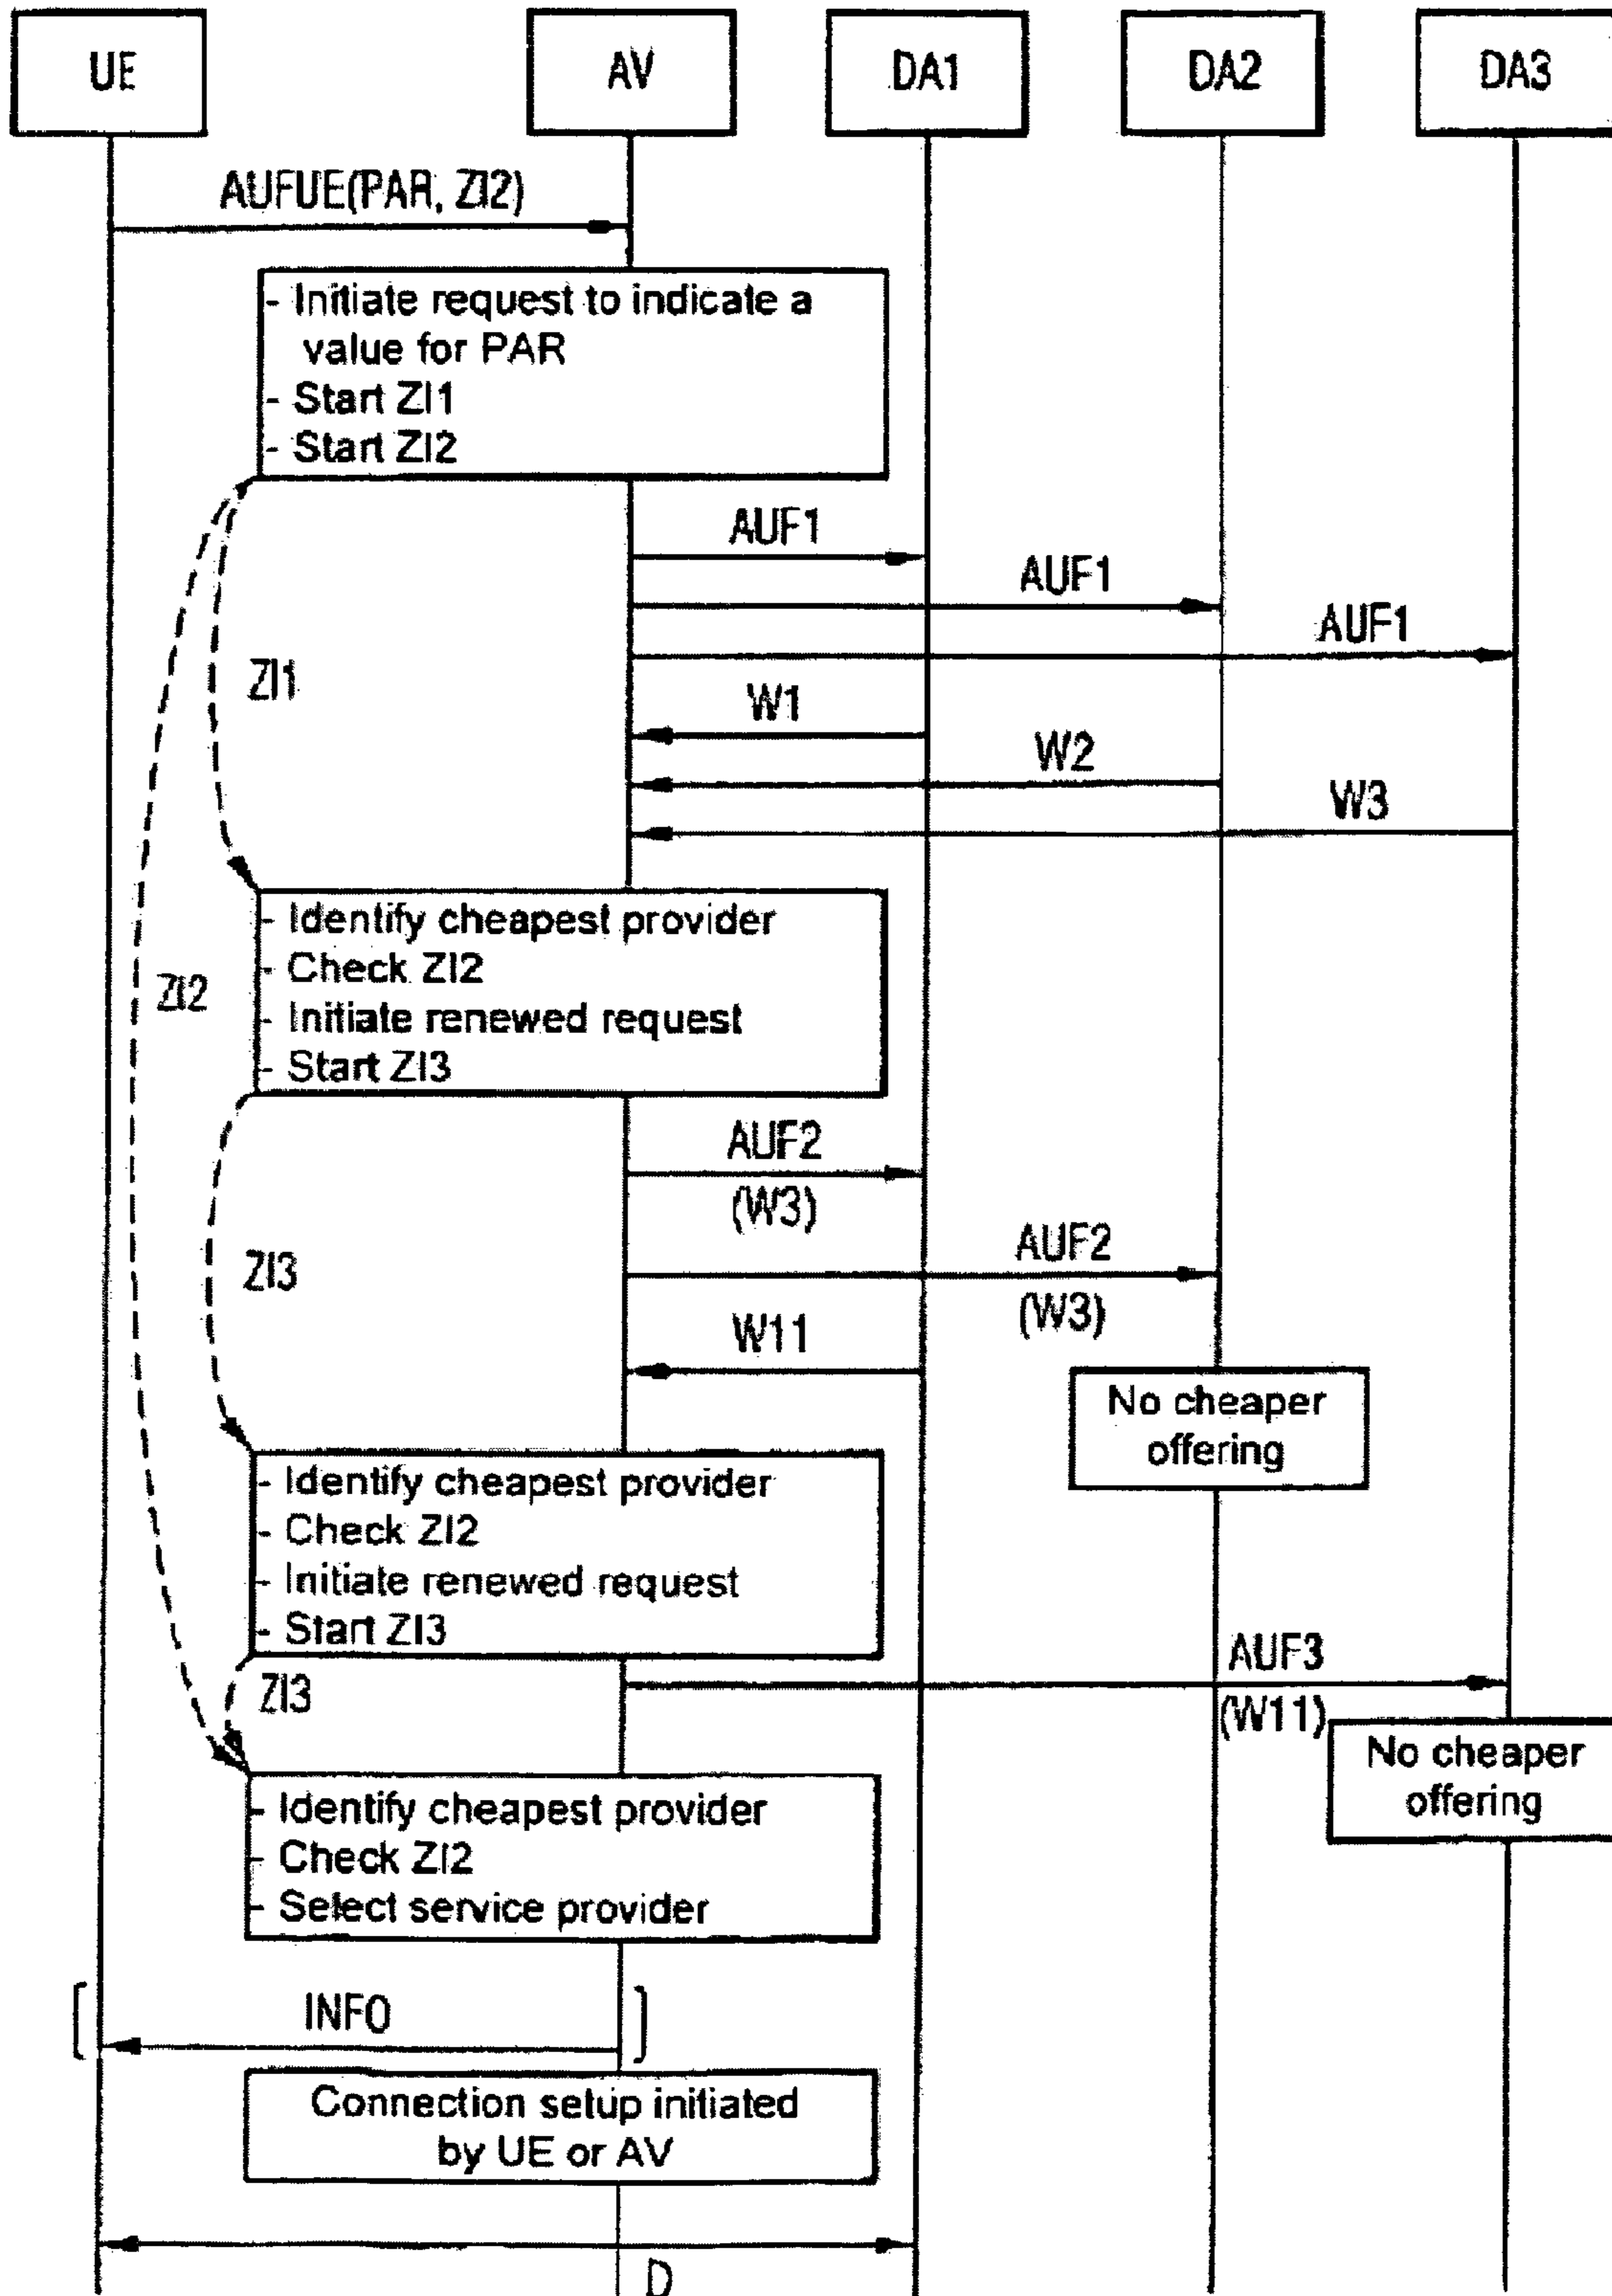 UE AV DA1 DA2 DA3
AUFUE(PAR, ZI2)
- Initiate request to indicate a
value for PAR
- Start ZI1
- Start ZI2
AUF1
AUF1
AUF1
ZI1
W1
W2
W3
- Identify cheapest provider
- Check ZI2
- Initiate renewed request
- Start ZI3
ZI2
AUF2
(W3)
AUF2
(W3)
ZI3
W11
No cheaper
offering
- Identify cheapest provider
- Check ZI2
- Initiate renewed request
- Start ZI3
AUF3
(W11)
ZI3
No cheaper
offering
- Identify cheapest provider
- Check ZI2
- Select service provider
[ INFO ]
Connection setup initiated
by UE or AV
D